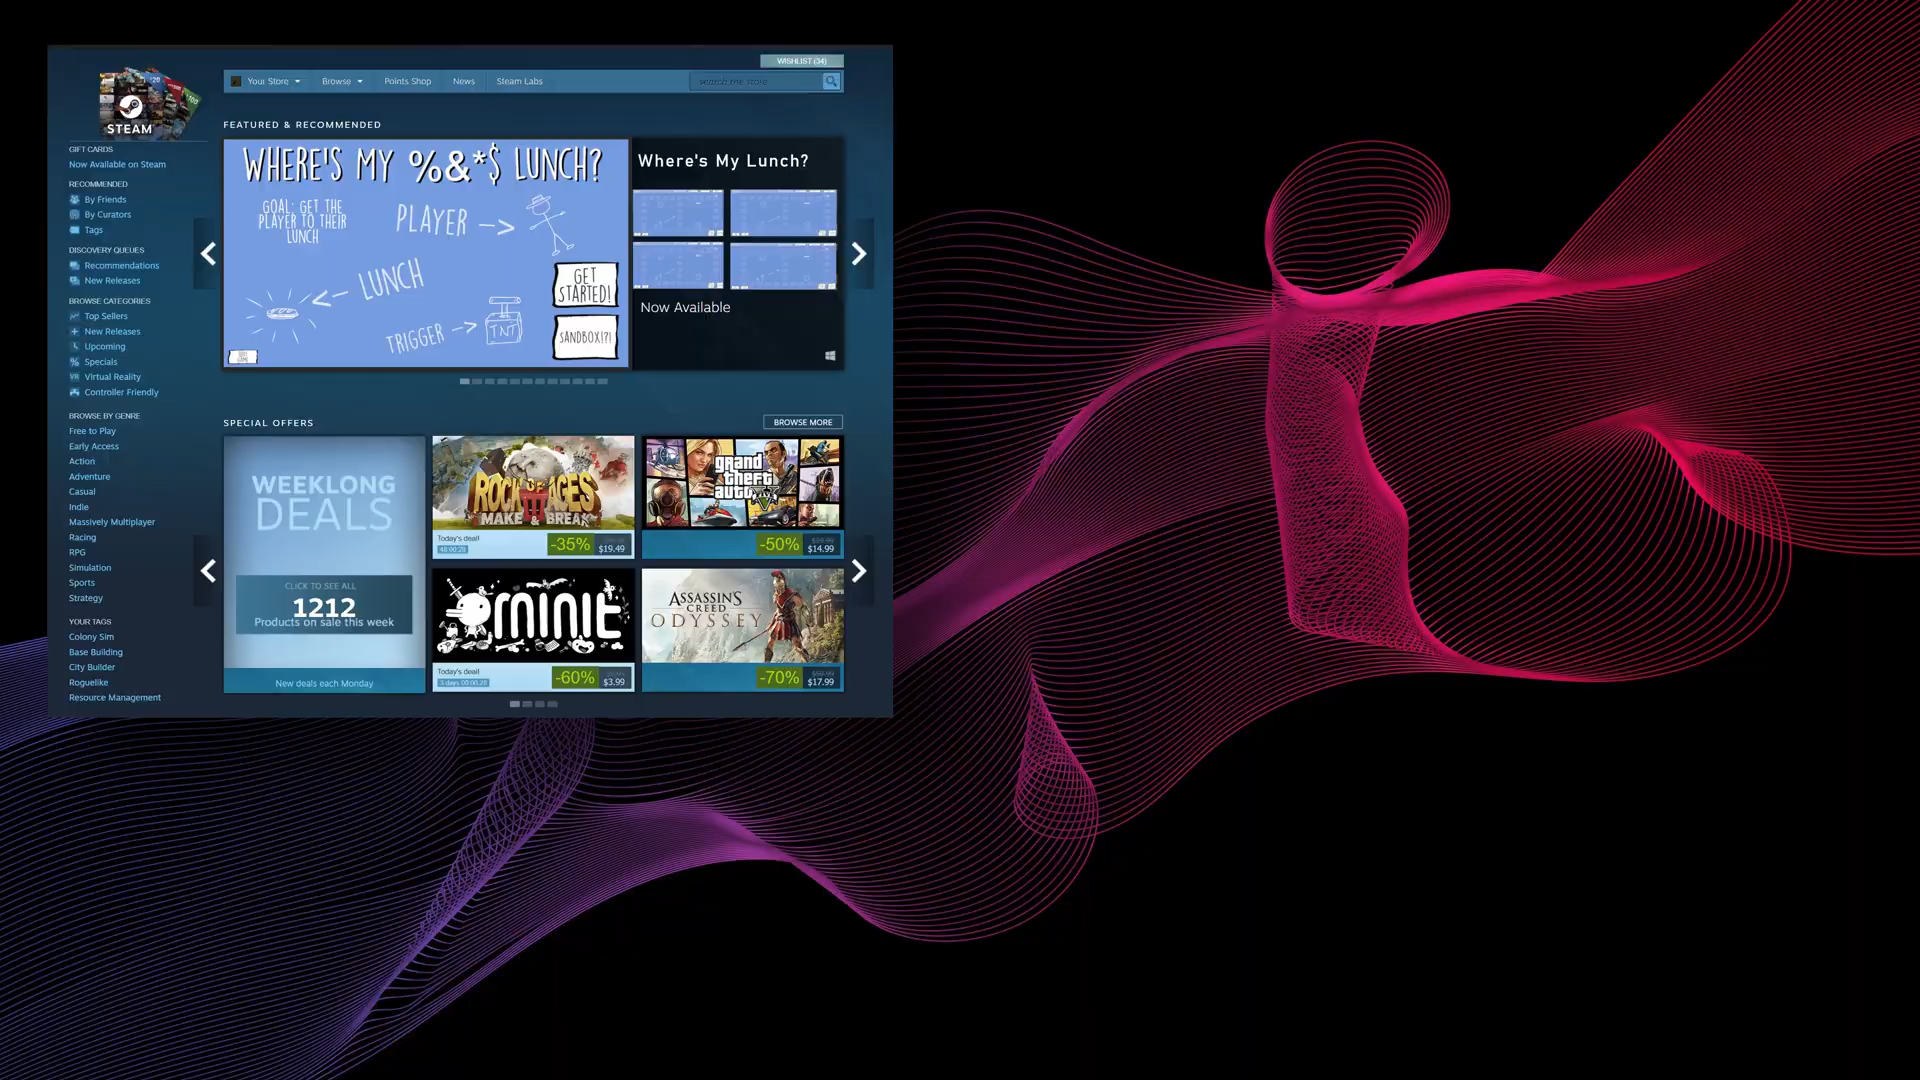 WISHLIST (34)
Your Store
Browse
Points Shop
News
Steam Labs
search the store
STEAM
GIFT CARDS
Now Available on Steam
RECOMMENDED
By Friends
By Curators
Tags
DISCOVERY QUEUES
Recommendations
New Releases
BROWSE CATEGORIES
Top Sellers
New Releases
Upcoming
Specials
Virtual Reality
Controller Friendly
BROWSE BY GENRE
Free to Play
Early Access
Action
Adventure
Casual
Indie
Massively Multiplayer
Racing
RPG
Simulation
Sports
Strategy
YOUR TAGS
Colony Sim
Base Building
City Builder
Roguelike
Resource Management
FEATURED & RECOMMENDED
WHERE'S MY %&*$ LUNCH?
GOAL: GET THE
PLAYER TO THEIR
LUNCH
PLAYER
LUNCH
TRIGGER
TNT
GET
STARTED!
SANDBOX!?!
Where's My Lunch?
Now Available
SPECIAL OFFERS
BROWSE MORE
WEEKLONG
DEALS
CLICK TO SEE ALL
1212
Products on sale this week
New deals each Monday
ROCK OF AGES
III
MAKE & BREAK
Today's deal!
48:00:28
-35%
$19.49
grand
theft
auto V
-50%
$14.99
minit
Today's deal!
-60%
$3.99
ASSASSIN'S
CREED
ODYSSEY
-70%
$17.99